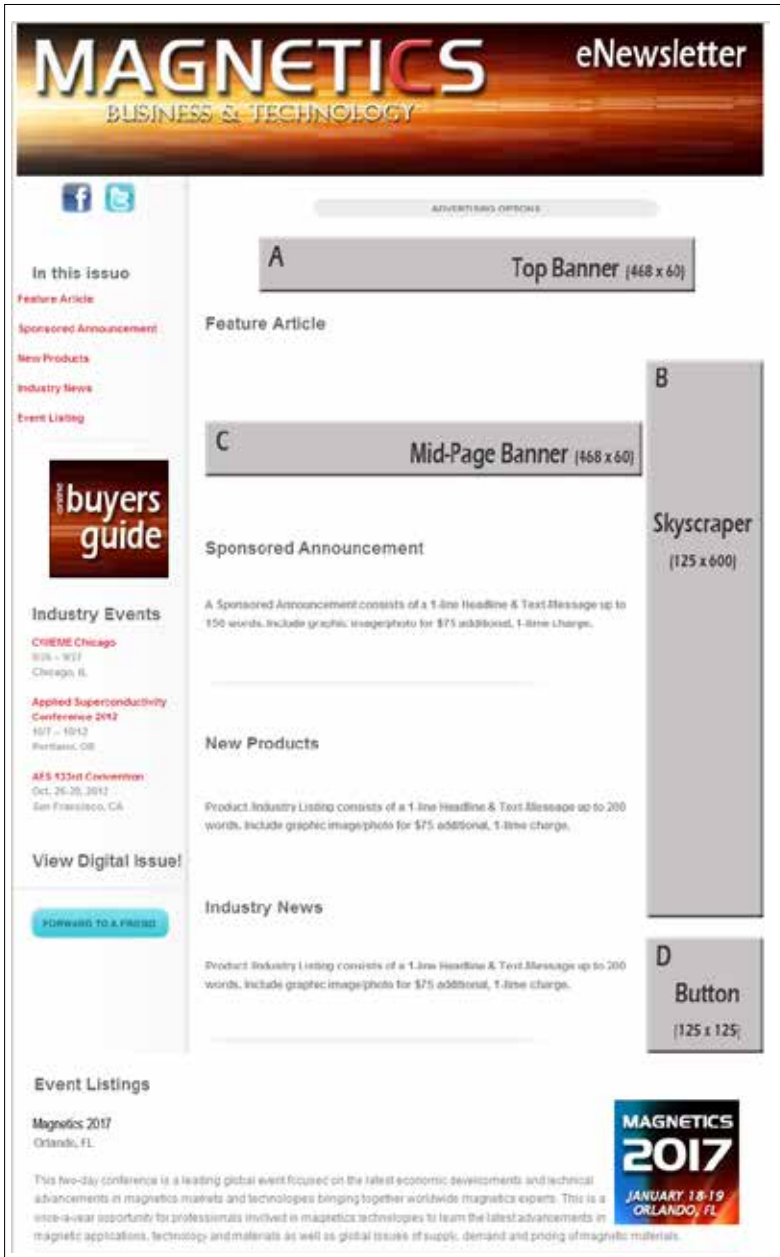 MAGNETICS
BUSINESS & TECHNOLOGY
eNewsletter
ADVERTISING OPTIONS
A
Top Banner (468 x 60)
In this issue
Feature Article
Sponsored Announcement
New Products
Industry News
Event Listing
online buyers
guide
Industry Events
CWIEME Chicago
Chicago, IL
Applied Superconductivity
Conference 2012
10/7 – 10/12
Portland, OR
AES 133rd Convention
Oct. 26-29, 2012
San Francisco, CA
View Digital Issue!
FORWARD TO A FRIEND
Feature Article
B
Skyscraper
(125 x 600)
C
Mid-Page Banner (468 x 60)
Sponsored Announcement
A Sponsored Announcement consists of a 1-line Headline & Text-Message up to
150 words. Include graphic image/photo for $75 additional, 1-time charge.
New Products
Product /Industry Listing consists of a 1-line Headline & Text-Message up to 200
words. Include graphic image/photo for $75 additional, 1-time charge.
Industry News
Product /Industry Listing consists of a 1-line Headline & Text-Message up to 200
words. Include graphic image/photo for $75 additional, 1-time charge.
D
Button
(125 x 125)
Event Listings
Magnetics 2017
Orlando, FL
This two-day conference is a leading global event focused on the latest economic developments and technical
advancements in magnetics markets and technologies bringing together worldwide magnetics experts. This is a
once-a-year opportunity for professionals involved in magnetics technologies to learn the latest advancements in
magnetic applications, technology and materials as well as global issues of supply, demand and pricing of magnetic materials.
MAGNETICS
2017
JANUARY 18-19
ORLANDO, FL